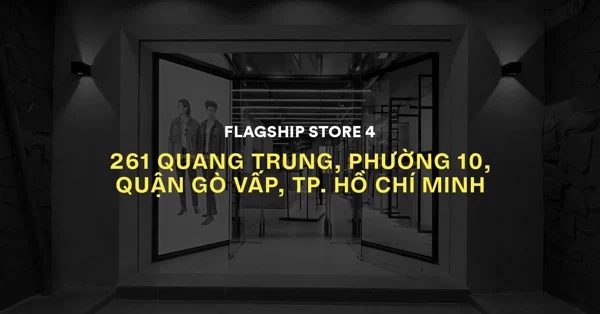 FLAGSHIP STORE 4
261 QUANG TRUNG, PHƯỜNG 10,
QUẬN GÒ VẤP, TP. HỒ CHÍ MINH